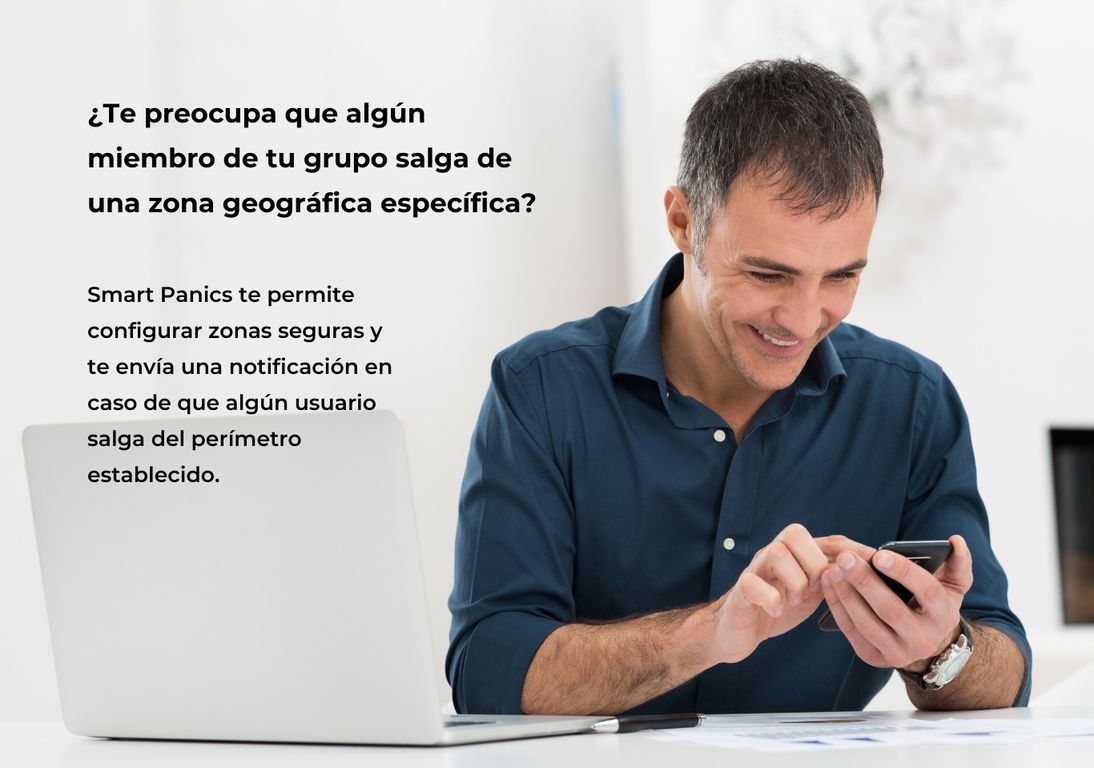 ¿Te preocupa que algún
miembro de tu grupo salga de
una zona geográfica específica?
Smart Panics te permite
configurar zonas seguras y
te envía una notificación en
caso de que algún usuario
salga del perímetro
establecido.